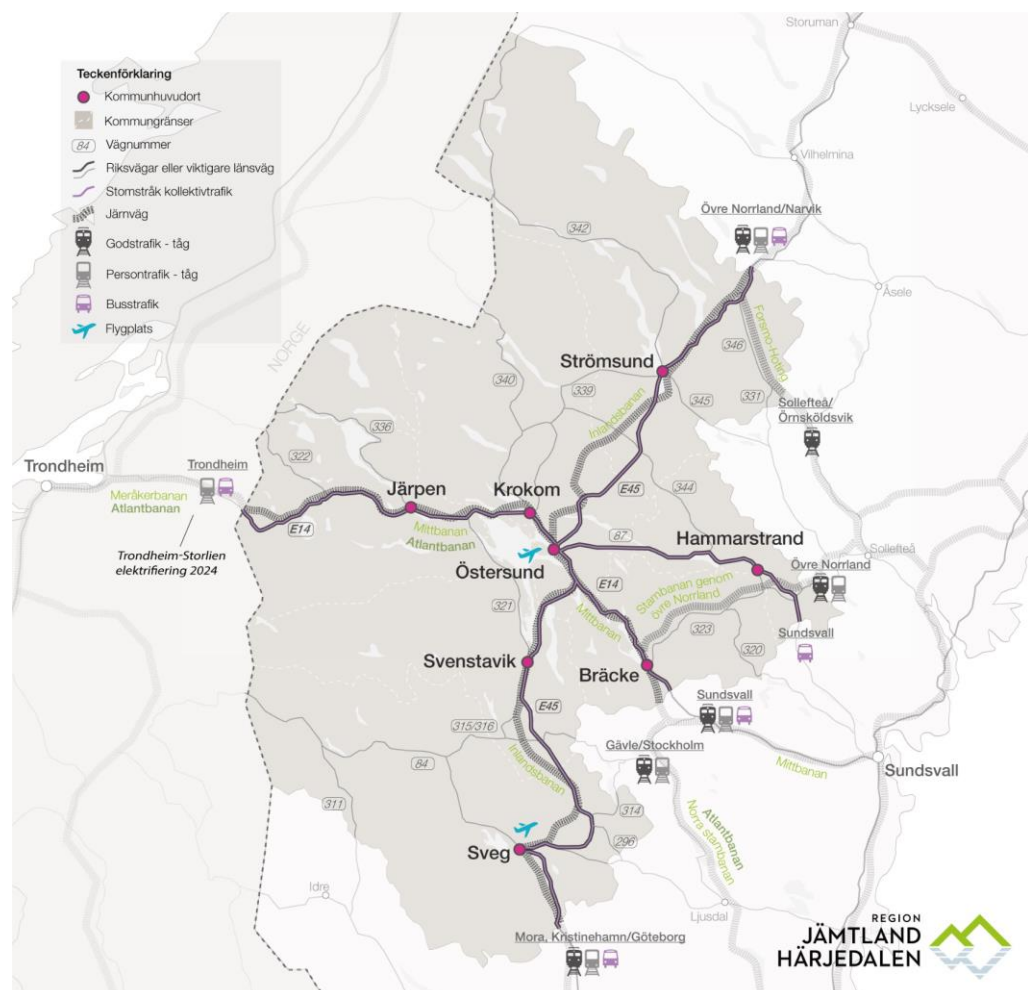 Teckenförklaring
Kommunhuvudort
Kommungränser
84 Vägnummer
Riksvägar eller viktigare länsväg
Stomstråk kollektivtrafik
Järnväg
Godstrafik - tåg
Persontrafik - tåg
Busstrafik
Flygplats
Storuman
Lycksele
Vilhelmina
Övre Norrland/Narvik
342
Åsele
NORGE
346
Forsmo-Hoting
Strömsund
340
339
Inlandsbanan
345
331
Sollefteå/
Örnsköldsvik
336
322
Trondheim
Trondheim
Meråkerbanan
Atlantbanan
E14
Trondheim-Storlien
elektrifiering 2024
Järpen
Krokom
Mittbanan
Atlantbanan
E45
344
87
Hammarstrand
Sollefteå
Östersund
E14
Övre Norrland
Stambanan genom
övre Norrland
Mittbanan
321
323
320
Sundsvall
Svenstavik
Bräcke
Sundsvall
E45
315/316
Gävle/Stockholm
Mittbanan
Sundsvall
84
Inlandsbanan
311
314
296
Sveg
Atlantbanan
Norra stambanan
Idre
Ljusdal
Mora, Kristinehamn/Göteborg
REGION
JÄMTLAND
HÄRJEDALEN